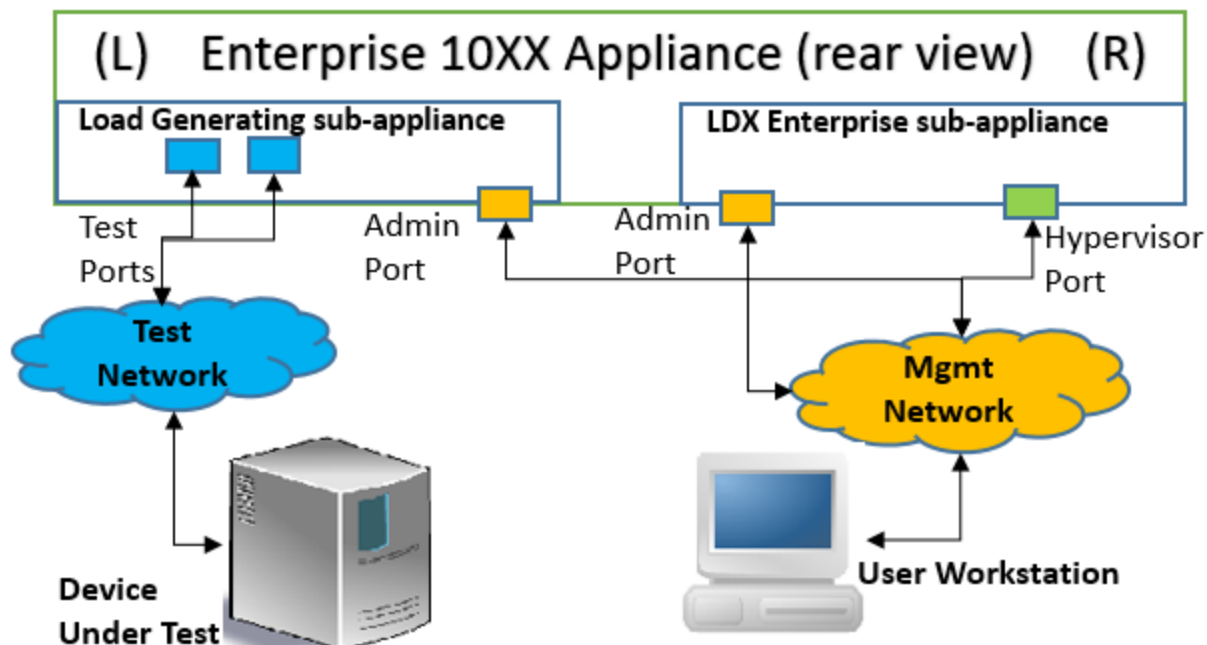 (L) Enterprise 10XX Appliance (rear view) (R)
Load Generating sub-appliance
LDX Enterprise sub-appliance
Test
Ports
Admin
Port
Admin
Port
Hypervisor
Port
Test
Network
Mgmt
Network
Device
Under Test
User Workstation